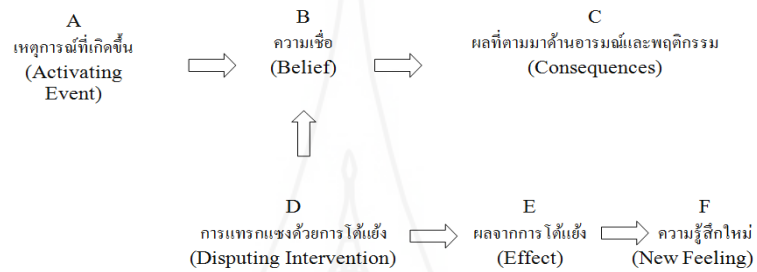 A
เหตุการณ์ที่เกิดขึ้น
(Activating
Event)
B
ความเชื่อ
(Belief)
C
ผลที่ตามมาด้านอารมณ์และพฤติกรรม
(Consequences)
D
การแทรกแซงด้วยการโต้แย้ง
(Disputing Intervention)
E
ผลจากการโต้แย้ง
(Effect)
F
ความรู้สึกใหม่
(New Feeling)